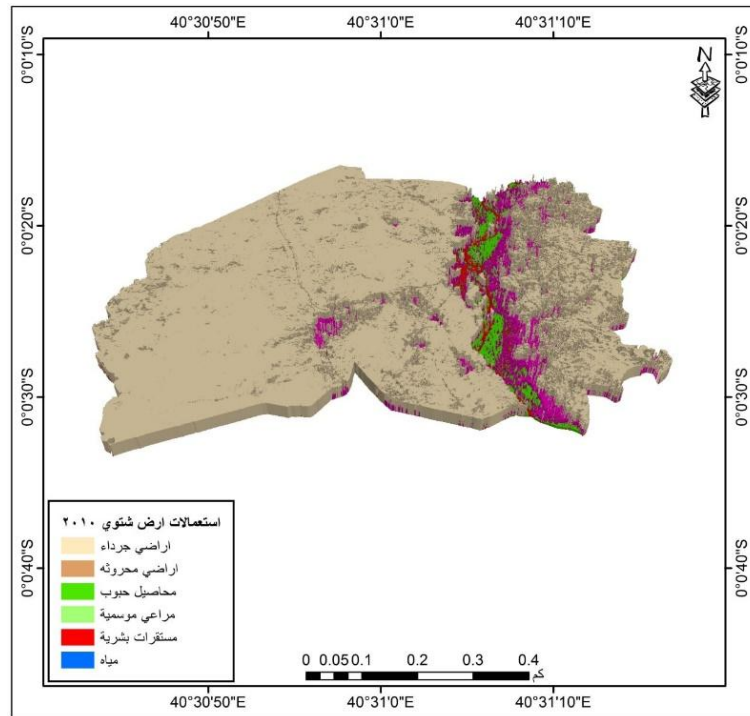 40°30'50"E 40°31'0"E 40°31'10"E
N
0°0'10"S 0°0'10"S
0°0'20"S 0°0'20"S
0°0'30"S 0°0'30"S
0°0'40"S 0°0'40"S
استعمالات ارض شتوي ٢٠١٠
اراضي جرداء
اراضي محروثه
محاصيل حبوب
مراعي موسمية
مستقرات بشرية
مياه
0 0.05 0.1 0.2 0.3 0.4
كم
40°30'50"E 40°31'0"E 40°31'10"E